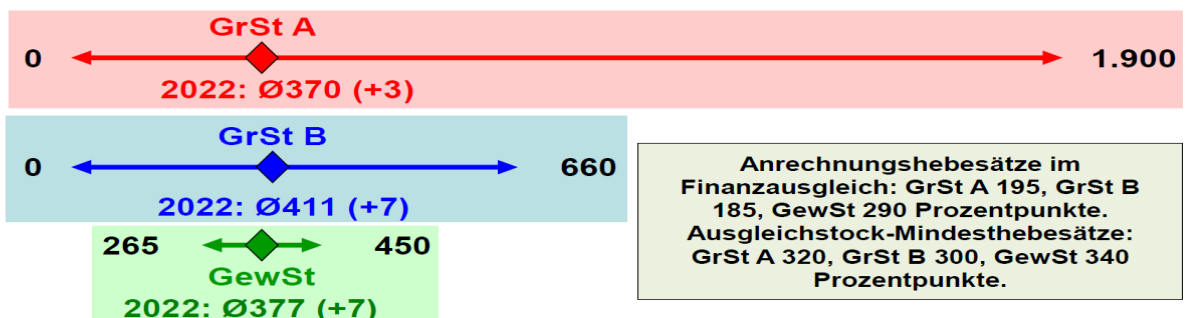 GrSt A
0
1.900
2022: Ø370 (+3)
GrSt B
0
660
2022: Ø411 (+7)
265
450
GewSt
2022: Ø377 (+7)
Anrechnungshebesätze im
Finanzausgleich: GrSt A 195, GrSt B
185, GewSt 290 Prozentpunkte.
Ausgleichstock-Mindesthebesätze:
GrSt A 320, GrSt B 300, GewSt 340
Prozentpunkte.